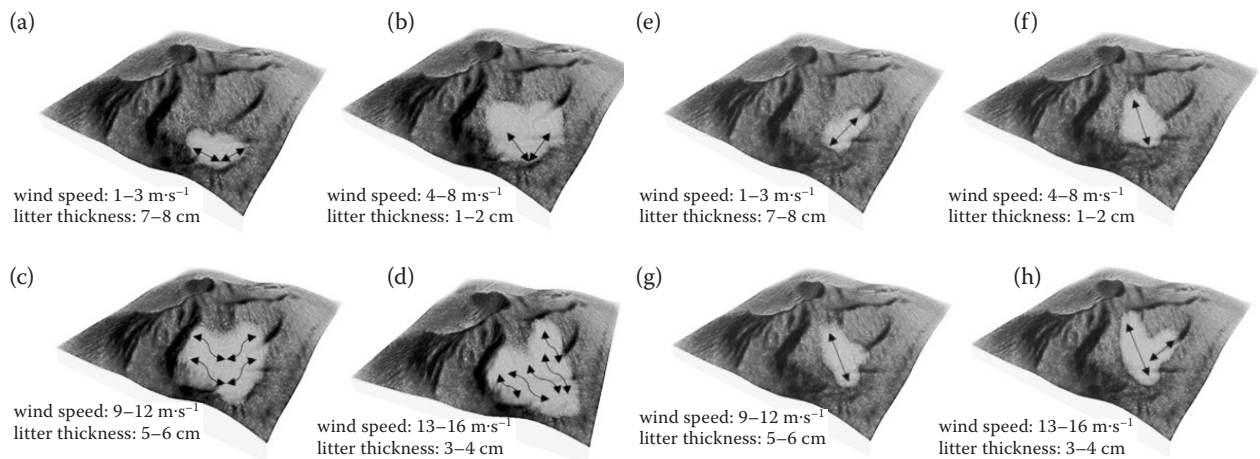 (a)
(b)
(e)
(f)
wind speed: 1–3 m·s⁻¹
litter thickness: 7–8 cm
wind speed: 4–8 m·s⁻¹
litter thickness: 1–2 cm
wind speed: 1–3 m·s⁻¹
litter thickness: 7–8 cm
wind speed: 4–8 m·s⁻¹
litter thickness: 1–2 cm
(c)
(d)
(g)
(h)
wind speed: 9–12 m·s⁻¹
litter thickness: 5–6 cm
wind speed: 13–16 m·s⁻¹
litter thickness: 3–4 cm
wind speed: 9–12 m·s⁻¹
litter thickness: 5–6 cm
wind speed: 13–16 m·s⁻¹
litter thickness: 3–4 cm